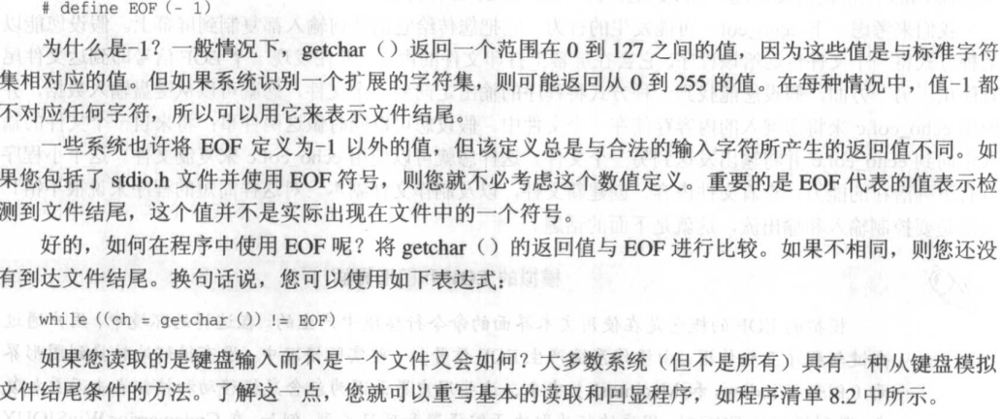 # define EOF (- 1)
为什么是-1？一般情况下，getchar（）返回一个范围在 0 到 127 之间的值，因为这些值是与标准字符
集相对应的值。但如果系统识别一个扩展的字符集，则可能返回从 0 到 255 的值。在每种情况中，值-1 都
不对应任何字符，所以可以用它来表示文件结尾。
一些系统也许将 EOF 定义为-1 以外的值，但该定义总是与合法的输入字符所产生的返回值不同。如
果您包括了 stdio.h 文件并使用 EOF 符号，则您就不必考虑这个数值定义。重要的是 EOF 代表的值表示检
测到文件结尾，这个值并不是实际出现在文件中的一个符号。
好的，如何在程序中使用 EOF 呢？将 getchar（）的返回值与 EOF 进行比较。如果不相同，则您还没
有到达文件结尾。换句话说，您可以使用如下表达式：
while ((ch = getchar()) != EOF)
如果您读取的是键盘输入而不是一个文件又会如何？大多数系统（但不是所有）具有一种从键盘模拟
文件结尾条件的方法。了解这一点，您就可以重写基本的读取和回显程序，如程序清单 8.2 中所示。